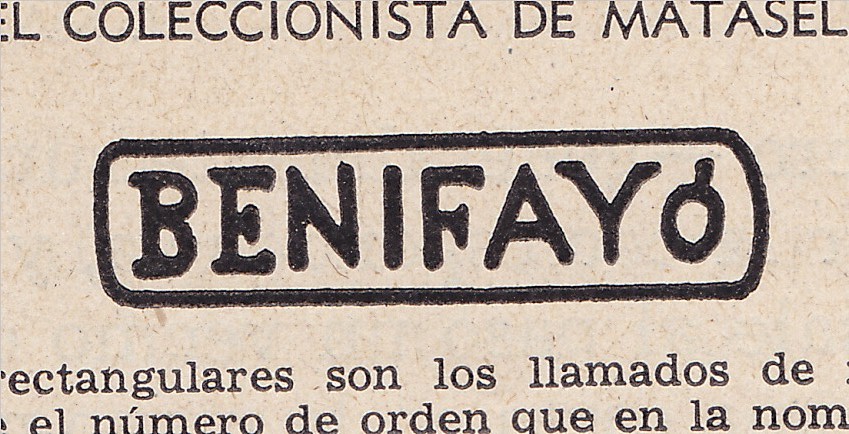 EL COLECCIONISTA DE MATASEL
BENIFAYÓ
rectangulares son los llamados de
el número de orden que en la nom